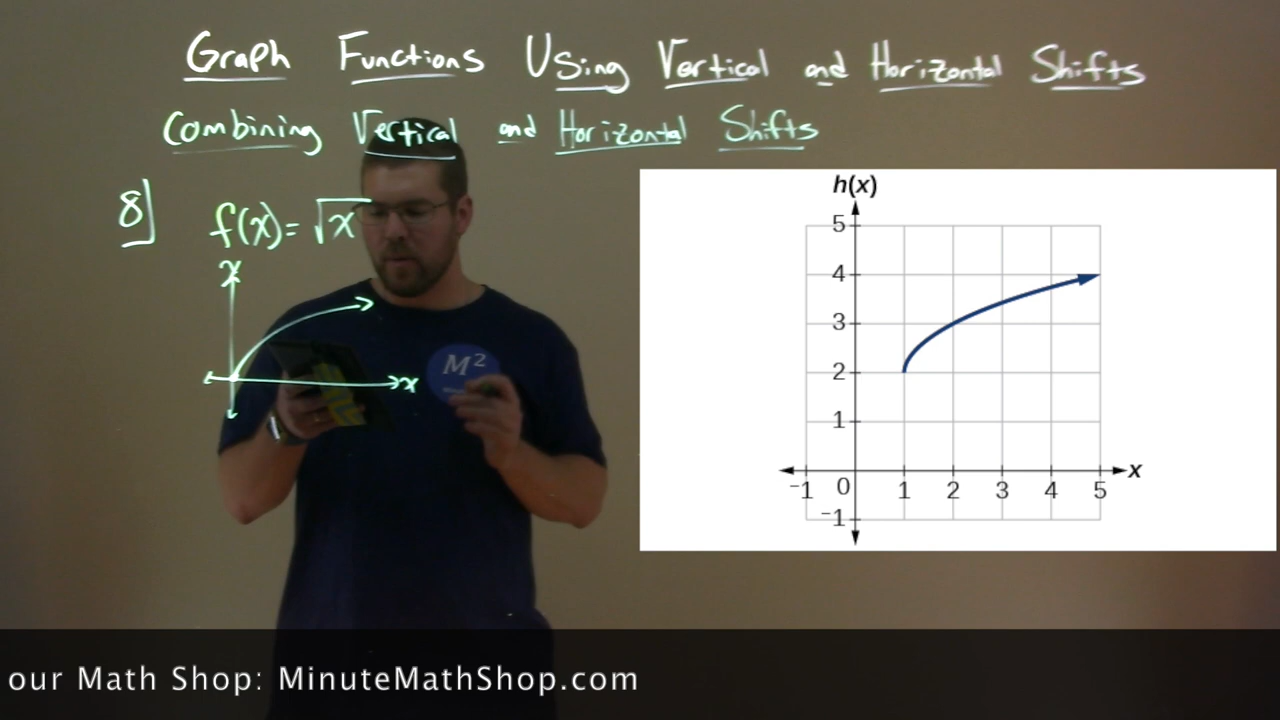 Graph Functions Using Vertical and Horizontal Shifts
Combining Vertical and Horizontal Shifts
8] f(x)=√x
x
x
M²
h(x)
5
4
3
2
1
-1 0 1 2 3 4 5 x
-1
our Math Shop: MinuteMathShop.com